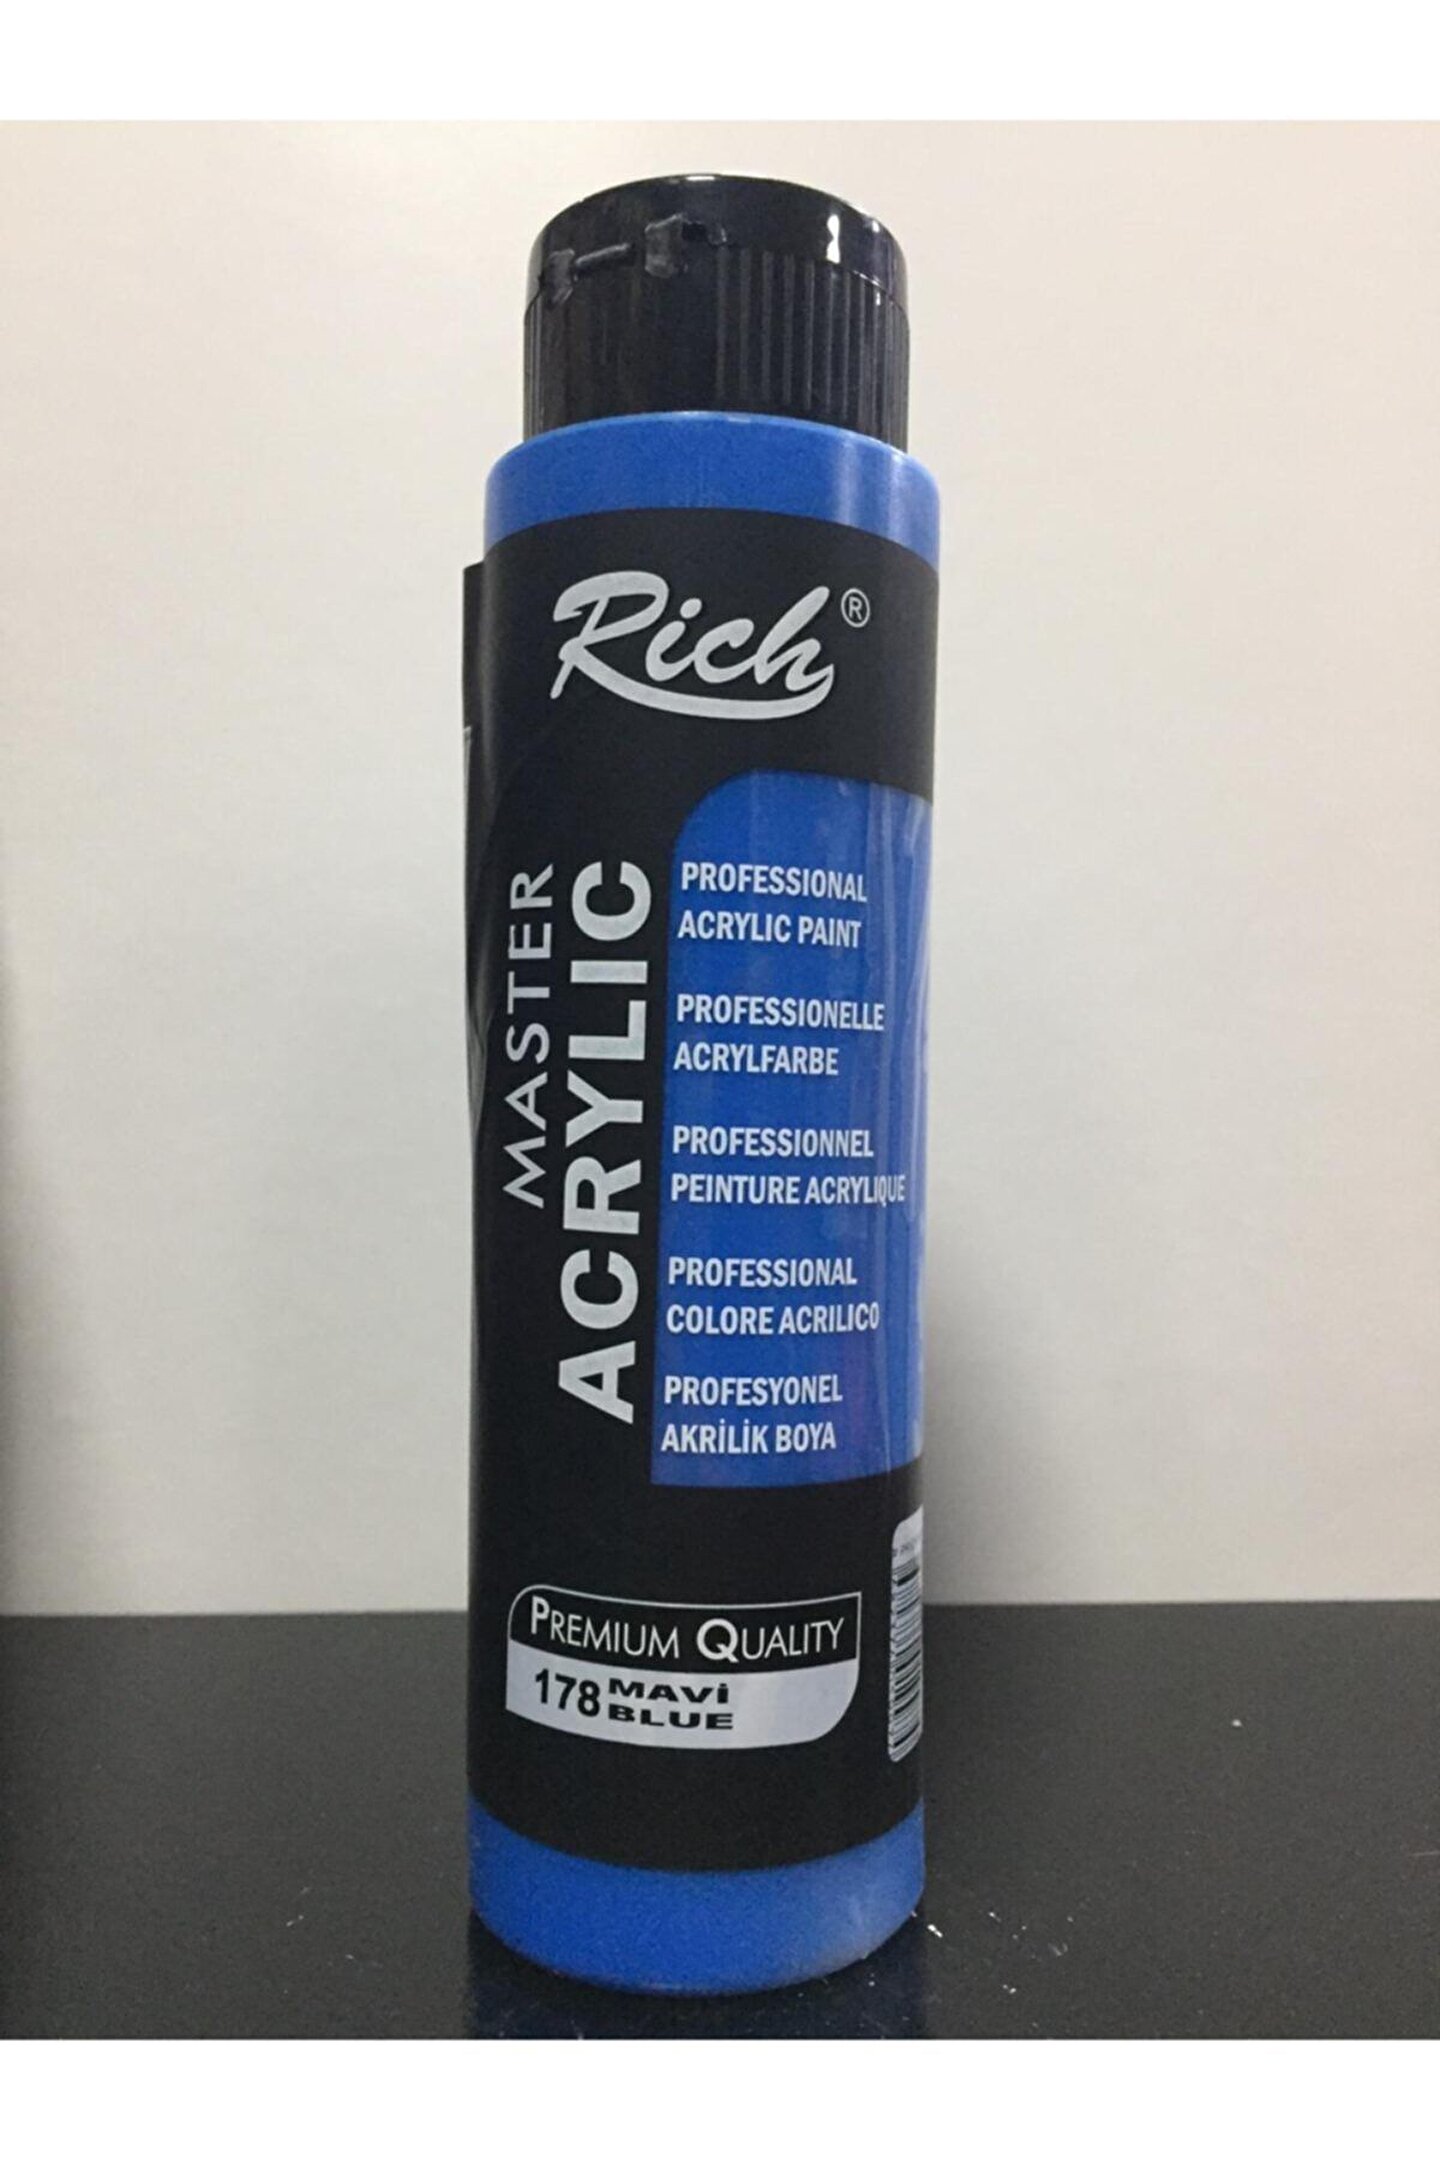 Rich®
MASTER
ACRYLIC
PROFESSIONAL
ACRYLIC PAINT
PROFESSIONELLE
ACRYLFARBE
PROFESSIONNEL
PEINTURE ACRYLIQUE
PROFESSIONAL
COLORE ACRILICO
PROFESYONEL
AKRİLİK BOYA
PREMIUM QUALITY
178 MAVİ
BLUE